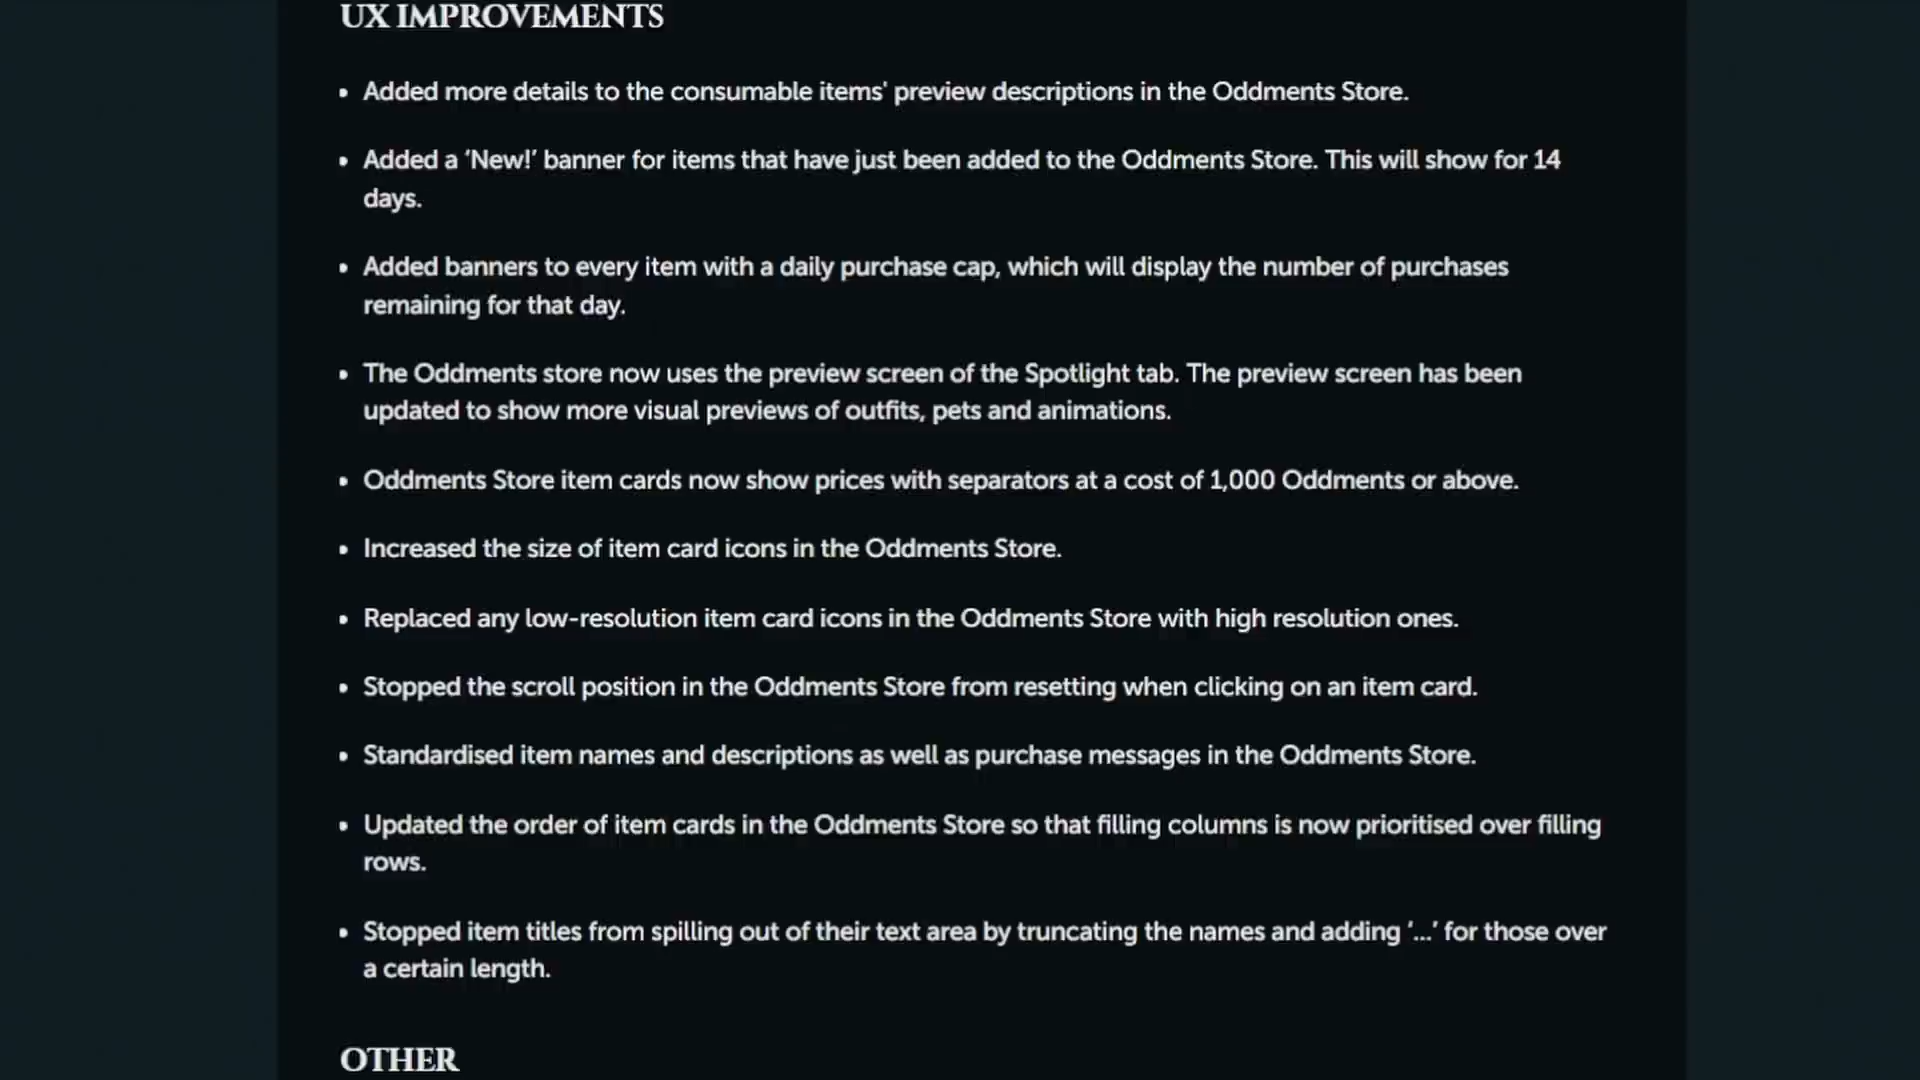 UX IMPROVEMENTS
• Added more details to the consumable items' preview descriptions in the Oddments Store.
• Added a ‘New!’ banner for items that have just been added to the Oddments Store. This will show for 14
days.
• Added banners to every item with a daily purchase cap, which will display the number of purchases
remaining for that day.
• The Oddments store now uses the preview screen of the Spotlight tab. The preview screen has been
updated to show more visual previews of outfits, pets and animations.
• Oddments Store item cards now show prices with separators at a cost of 1,000 Oddments or above.
• Increased the size of item card icons in the Oddments Store.
• Replaced any low-resolution item card icons in the Oddments Store with high resolution ones.
• Stopped the scroll position in the Oddments Store from resetting when clicking on an item card.
• Standardised item names and descriptions as well as purchase messages in the Oddments Store.
• Updated the order of item cards in the Oddments Store so that filling columns is now prioritised over filling
rows.
• Stopped item titles from spilling out of their text area by truncating the names and adding ‘...’ for those over
a certain length.
OTHER